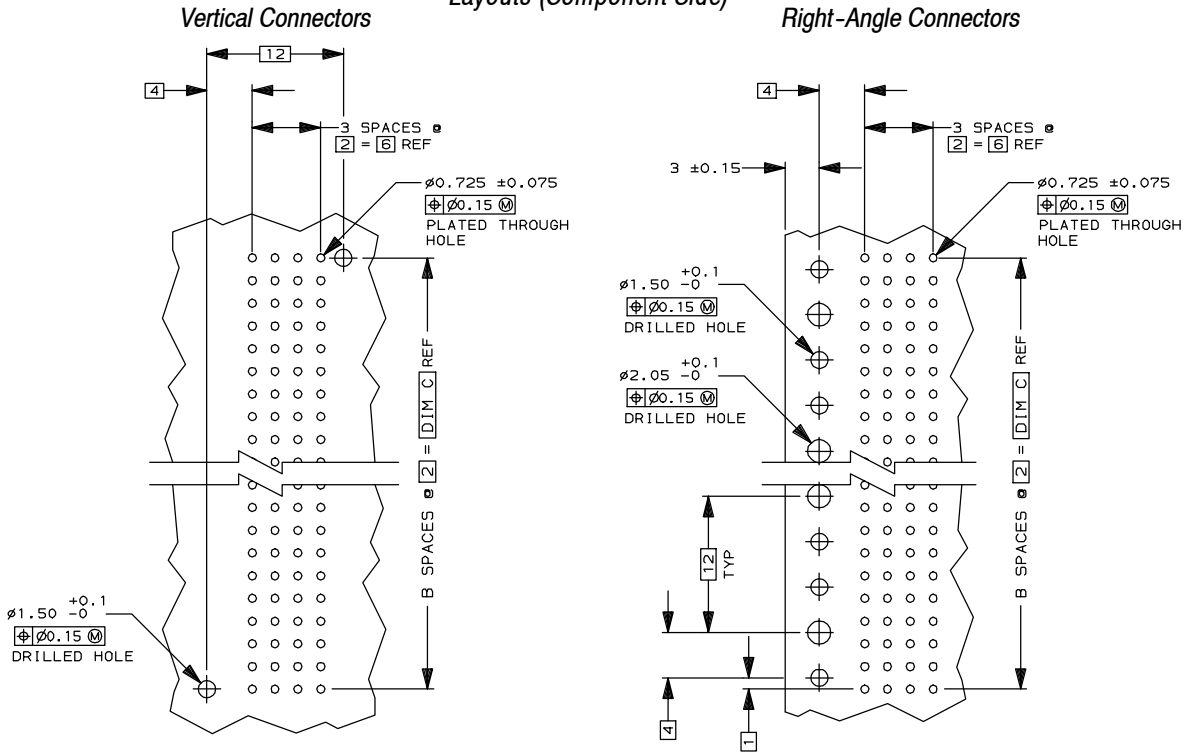 Layouts (Component Side)
Vertical Connectors
Right-Angle Connectors
12
4
3 SPACES @
2 = 6 REF
ø0.725 ±0.075
⌖ ø0.15 Ⓜ
PLATED THROUGH
HOLE
B SPACES @ 2 = DIM C REF
ø1.50 +0.1 -0
⌖ ø0.15 Ⓜ
DRILLED HOLE
4
3 SPACES @
2 = 6 REF
3 ±0.15
ø0.725 ±0.075
⌖ ø0.15 Ⓜ
PLATED THROUGH
HOLE
ø1.50 +0.1 -0
⌖ ø0.15 Ⓜ
DRILLED HOLE
ø2.05 +0.1 -0
⌖ ø0.15 Ⓜ
DRILLED HOLE
B SPACES @ 2 = DIM C REF
12 TYP
4
1